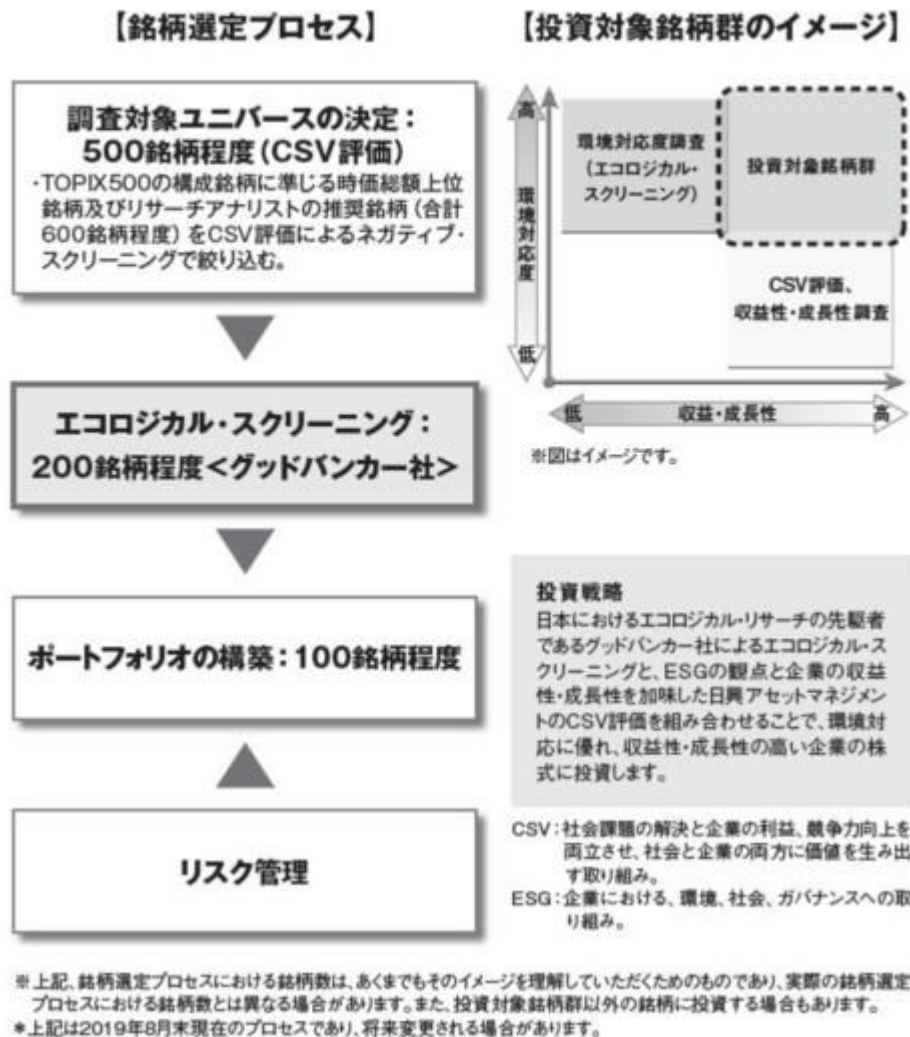 【銘柄選定プロセス】
調査対象ユニバースの決定：
500銘柄程度（CSV評価）
・TOPIX500の構成銘柄に準じる時価総額上位
銘柄及びリサーチアナリストの推奨銘柄（合計
600銘柄程度）をCSV評価によるネガティブ・
スクリーニングで絞り込む。
エコロジカル・スクリーニング：
200銘柄程度＜グッドバンカー社＞
ポートフォリオの構築：100銘柄程度
リスク管理
【投資対象銘柄群のイメージ】
高
環境対応度
低
環境対応度調査
（エコロジカル・
スクリーニング）
投資対象銘柄群
CSV評価、
収益性・成長性調査
低
収益・成長性
高
※図はイメージです。
投資戦略
日本におけるエコロジカル・リサーチの先駆者
であるグッドバンカー社によるエコロジカル・ス
クリーニングと、ESGの観点と企業の収益
性・成長性を加味した日興アセットマネジメン
トのCSV評価を組み合わせることで、環境対
応に優れ、収益性・成長性の高い企業の株
式に投資します。
CSV：社会課題の解決と企業の利益、競争力向上を
両立させ、社会と企業の両方に価値を生み出
す取り組み。
ESG：企業における、環境、社会、ガバナンスへの取
り組み。
※上記、銘柄選定プロセスにおける銘柄数は、あくまでもそのイメージを理解していただくためのものであり、実際の銘柄選定
プロセスにおける銘柄数とは異なる場合があります。また、投資対象銘柄群以外の銘柄に投資する場合もあります。
＊上記は2019年8月末現在のプロセスであり、将来変更される場合があります。